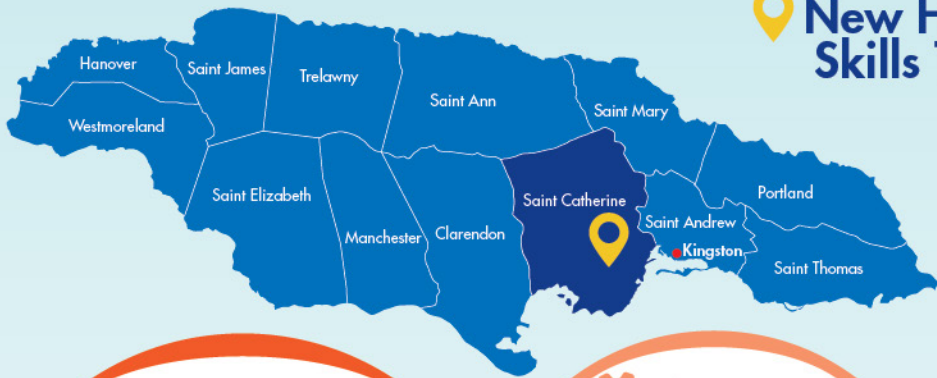 New H
Skills
Hanover
Saint James
Trelawny
Saint Ann
Saint Mary
Westmoreland
Saint Elizabeth
Manchester
Clarendon
Saint Catherine
Saint Andrew
Kingston
Portland
Saint Thomas